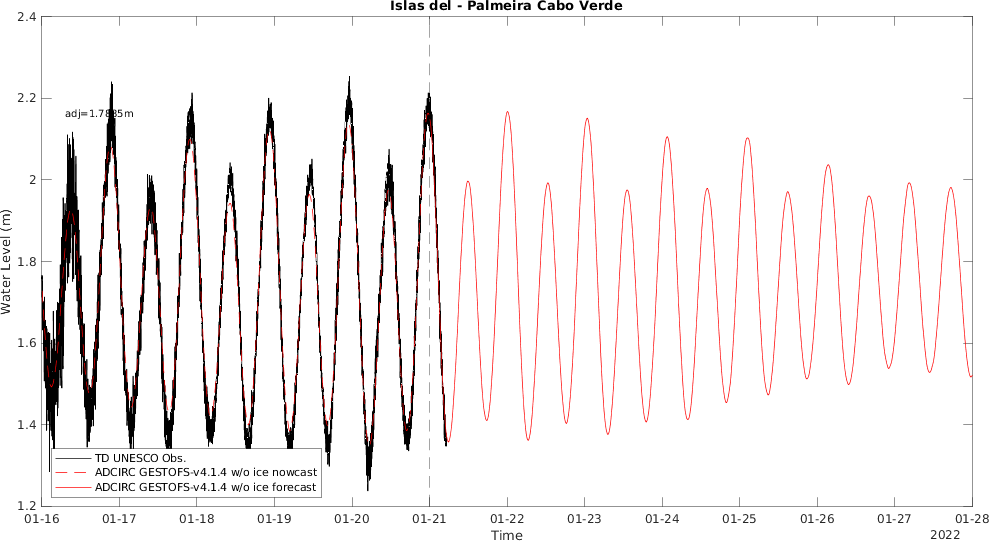 Islas del - Palmeira Cabo Verde
2.4
2.2
2
1.8
1.6
1.4
1.2
Water Level (m)
adj=1.7835m
TD UNESCO Obs.
ADCIRC GESTOFS-v4.1.4 w/o ice nowcast
ADCIRC GESTOFS-v4.1.4 w/o ice forecast
01-16 01-17 01-18 01-19 01-20 01-21 01-22 01-23 01-24 01-25 01-26 01-27 01-28
Time
2022